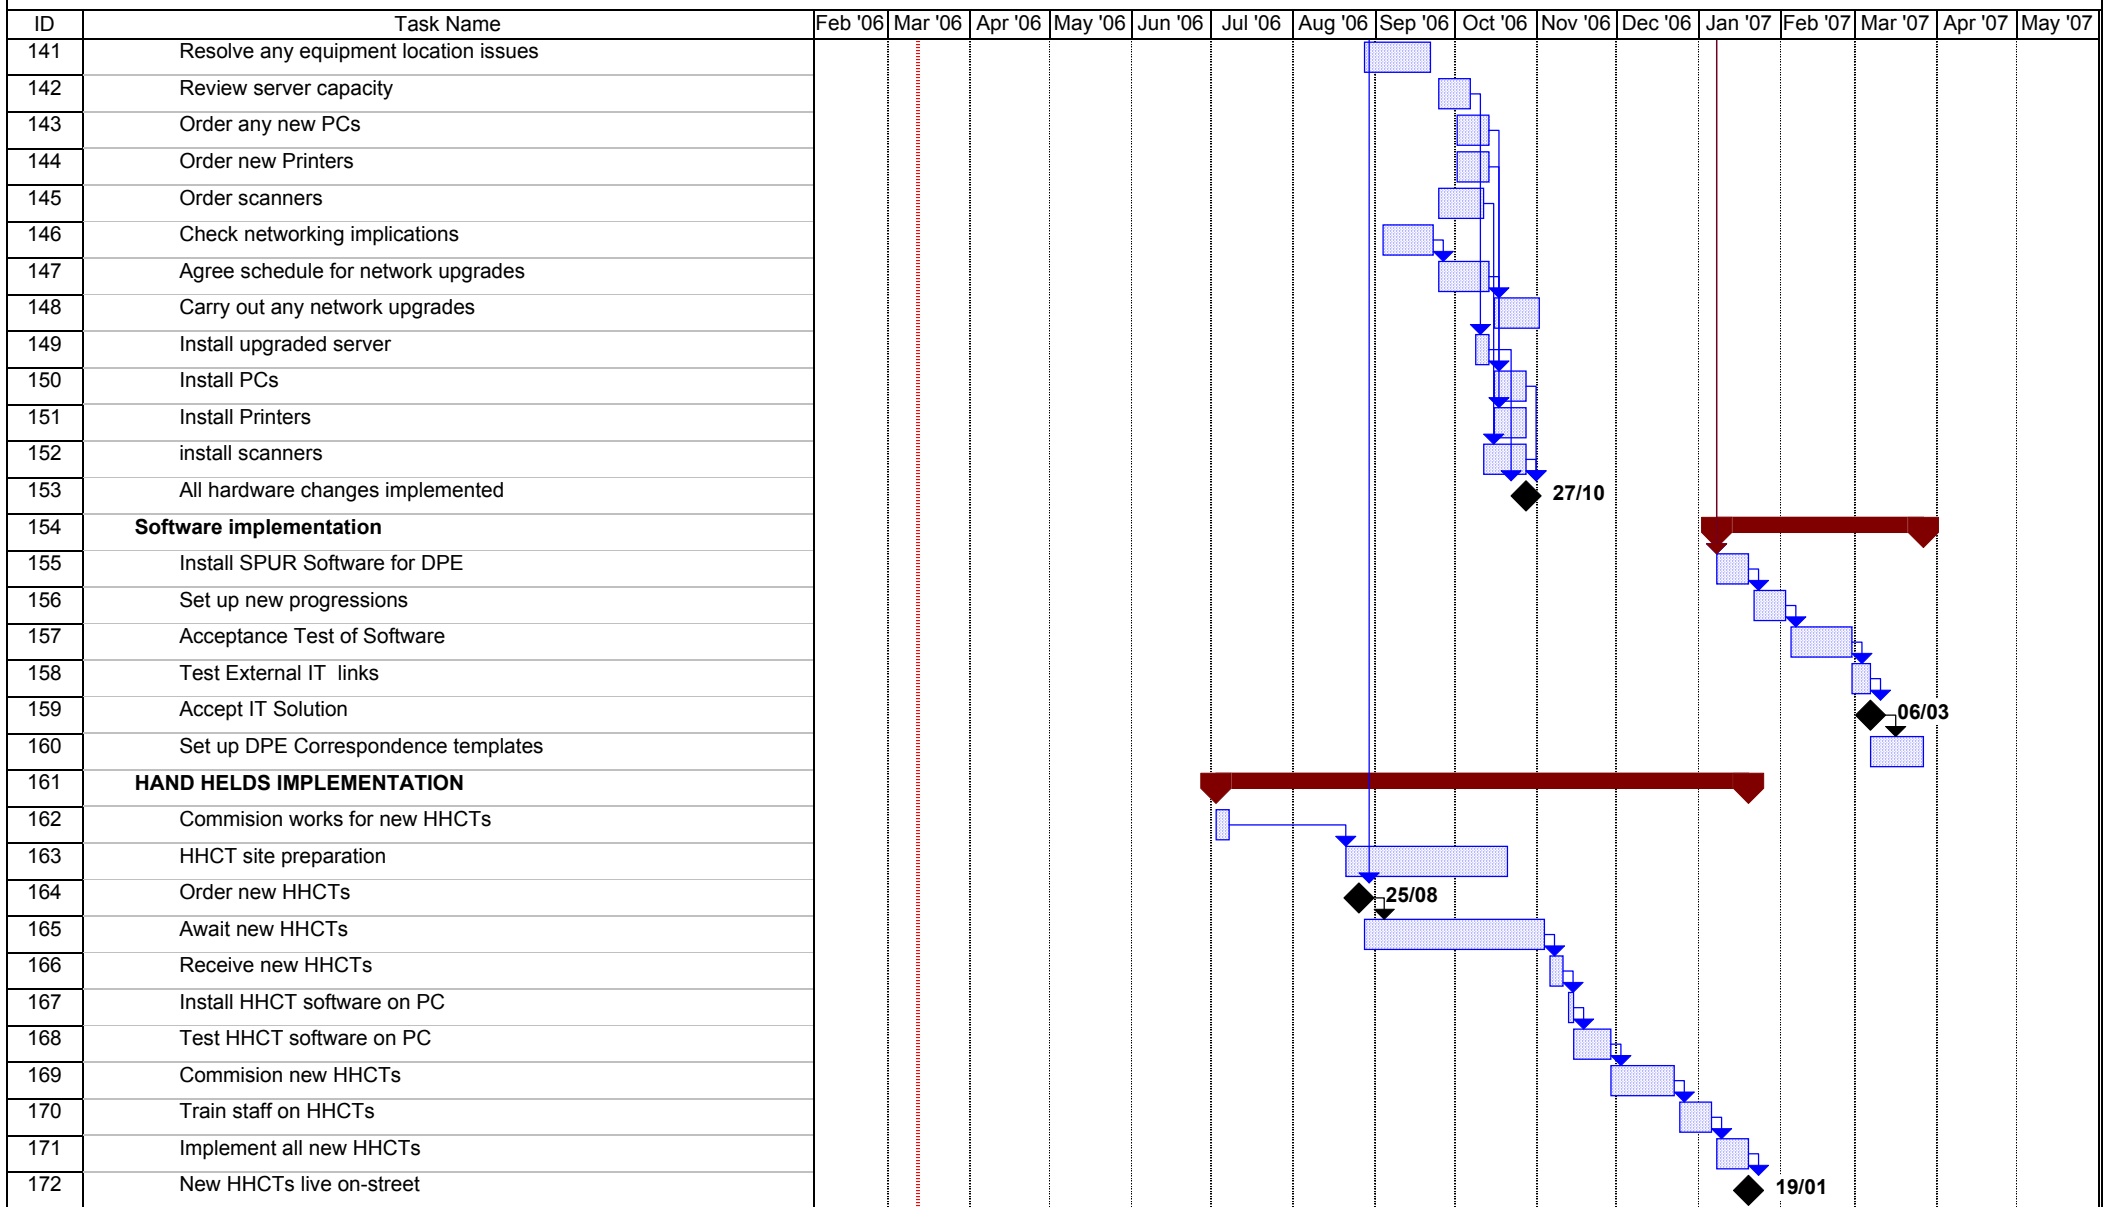 ID Task Name Feb '06 Mar '06 Apr '06 May '06 Jun '06 Jul '06 Aug '06 Sep '06 Oct '06 Nov '06 Dec '06 Jan '07 Feb '07 Mar '07 Apr '07 May '07
141 Resolve any equipment location issues
142 Review server capacity
143 Order any new PCs
144 Order new Printers
145 Order scanners
146 Check networking implications
147 Agree schedule for network upgrades
148 Carry out any network upgrades
149 Install upgraded server
150 Install PCs
151 Install Printers
152 install scanners
153 All hardware changes implemented 27/10
154 Software implementation
155 Install SPUR Software for DPE
156 Set up new progressions
157 Acceptance Test of Software
158 Test External IT links
159 Accept IT Solution 06/03
160 Set up DPE Correspondence templates
161 HAND HELDS IMPLEMENTATION
162 Commision works for new HHCTs
163 HHCT site preparation
164 Order new HHCTs 25/08
165 Await new HHCTs
166 Receive new HHCTs
167 Install HHCT software on PC
168 Test HHCT software on PC
169 Commision new HHCTs
170 Train staff on HHCTs
171 Implement all new HHCTs
172 New HHCTs live on-street 19/01